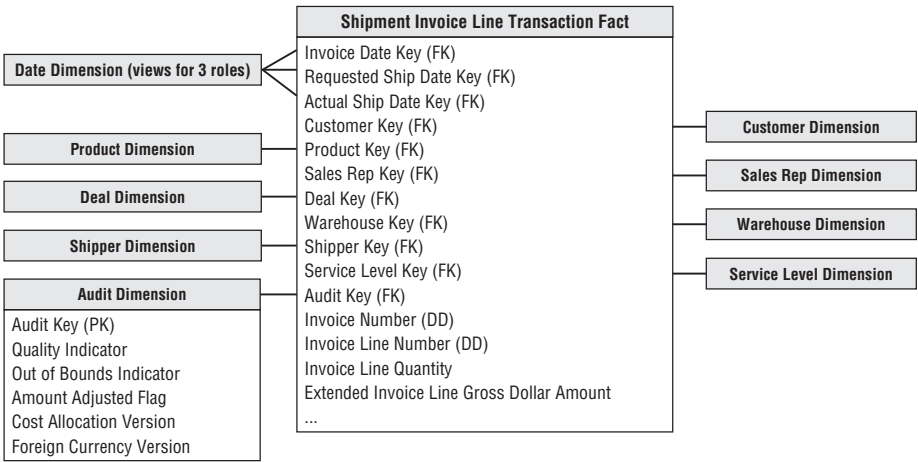 Shipment Invoice Line Transaction Fact
Invoice Date Key (FK)
Requested Ship Date Key (FK)
Actual Ship Date Key (FK)
Customer Key (FK)
Product Key (FK)
Sales Rep Key (FK)
Deal Key (FK)
Warehouse Key (FK)
Shipper Key (FK)
Service Level Key (FK)
Audit Key (FK)
Invoice Number (DD)
Invoice Line Number (DD)
Invoice Line Quantity
Extended Invoice Line Gross Dollar Amount
...
Date Dimension (views for 3 roles)
Product Dimension
Deal Dimension
Shipper Dimension
Audit Dimension
Audit Key (PK)
Quality Indicator
Out of Bounds Indicator
Amount Adjusted Flag
Cost Allocation Version
Foreign Currency Version
Customer Dimension
Sales Rep Dimension
Warehouse Dimension
Service Level Dimension